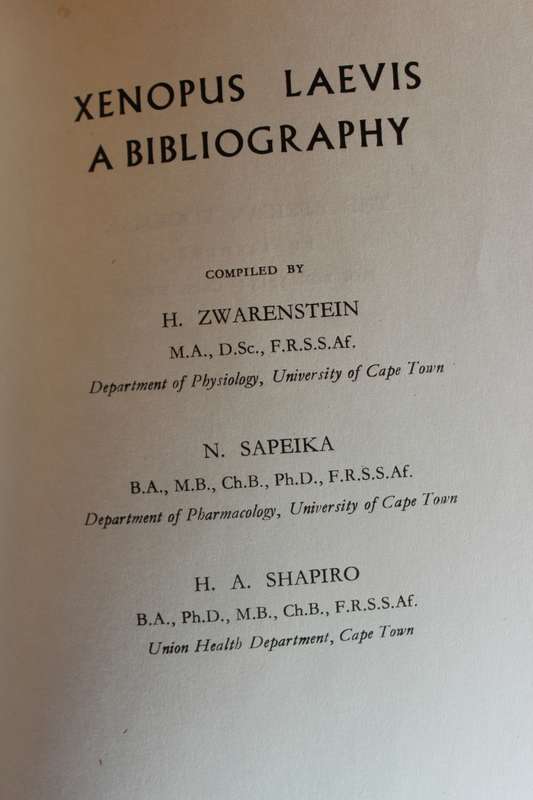 XENOPUS LAEVIS
A BIBLIOGRAPHY
COMPILED BY
H. ZWARENSTEIN
M.A., D.Sc., F.R.S.S.Af.
Department of Physiology, University of Cape Town
N. SAPEIKA
B.A., M.B., Ch.B., Ph.D., F.R.S.S.Af.
Department of Pharmacology, University of Cape Town
H. A. SHAPIRO
B.A., Ph.D., M.B., Ch.B., F.R.S.S.Af.
Union Health Department, Cape Town